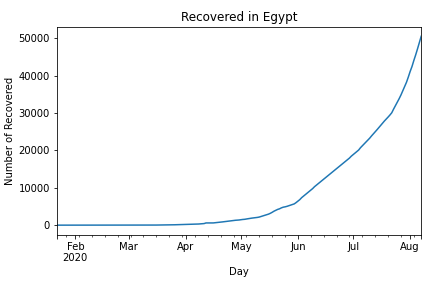 Recovered in Egypt
Number of Recovered
50000
40000
30000
20000
10000
0
Feb Mar Apr May Jun Jul Aug
2020
Day